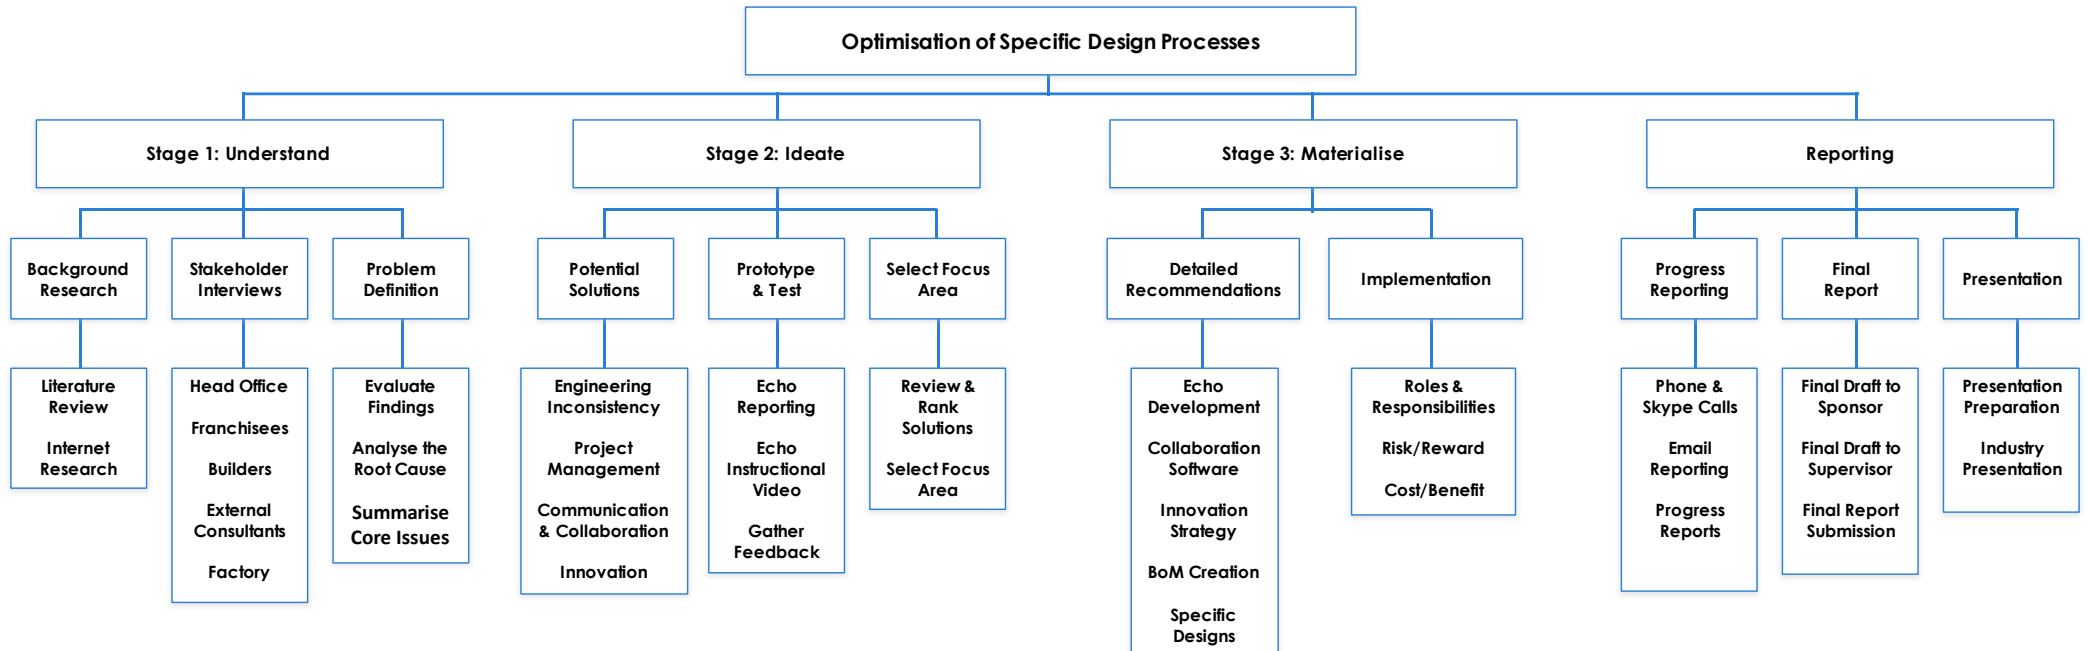 Optimisation of Specific Design Processes
Stage 1: Understand
Stage 2: Ideate
Stage 3: Materialise
Reporting
Background
Research
Stakeholder
Interviews
Problem
Definition
Potential
Solutions
Prototype
& Test
Select Focus
Area
Detailed
Recommendations
Implementation
Progress
Reporting
Final
Report
Presentation
Literature
Review
Internet
Research
Head Office
Franchisees
Builders
External
Consultants
Factory
Evaluate
Findings
Analyse the
Root Cause
Summarise
Core Issues
Engineering
Inconsistency
Project
Management
Communication
& Collaboration
Innovation
Echo
Reporting
Echo
Instructional
Video
Gather
Feedback
Review &
Rank
Solutions
Select Focus
Area
Echo
Development
Collaboration
Software
Innovation
Strategy
BoM Creation
Specific
Designs
Roles &
Responsibilities
Risk/Reward
Cost/Benefit
Phone &
Skype Calls
Email
Reporting
Progress
Reports
Final Draft to
Sponsor
Final Draft to
Supervisor
Final Report
Submission
Presentation
Preparation
Industry
Presentation